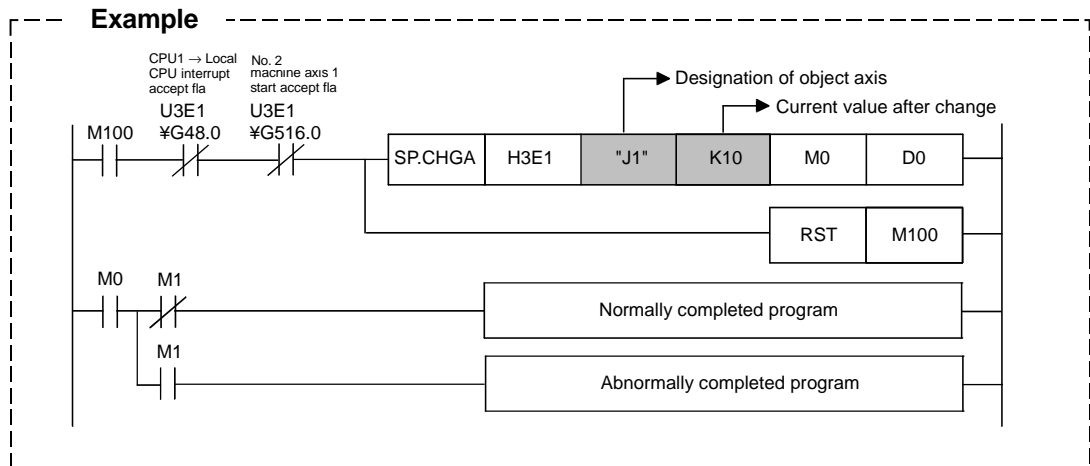 Example
CPU1 → Local
CPU interrupt
accept fla
No. 2
machine axis 1
start accept fla
Designation of object axis
Current value after change
U3E1
¥G48.0
U3E1
¥G516.0
M100
SP.CHGA H3E1 "J1" K10 M0 D0
RST M100
M0 M1
Normally completed program
M1
Abnormally completed program